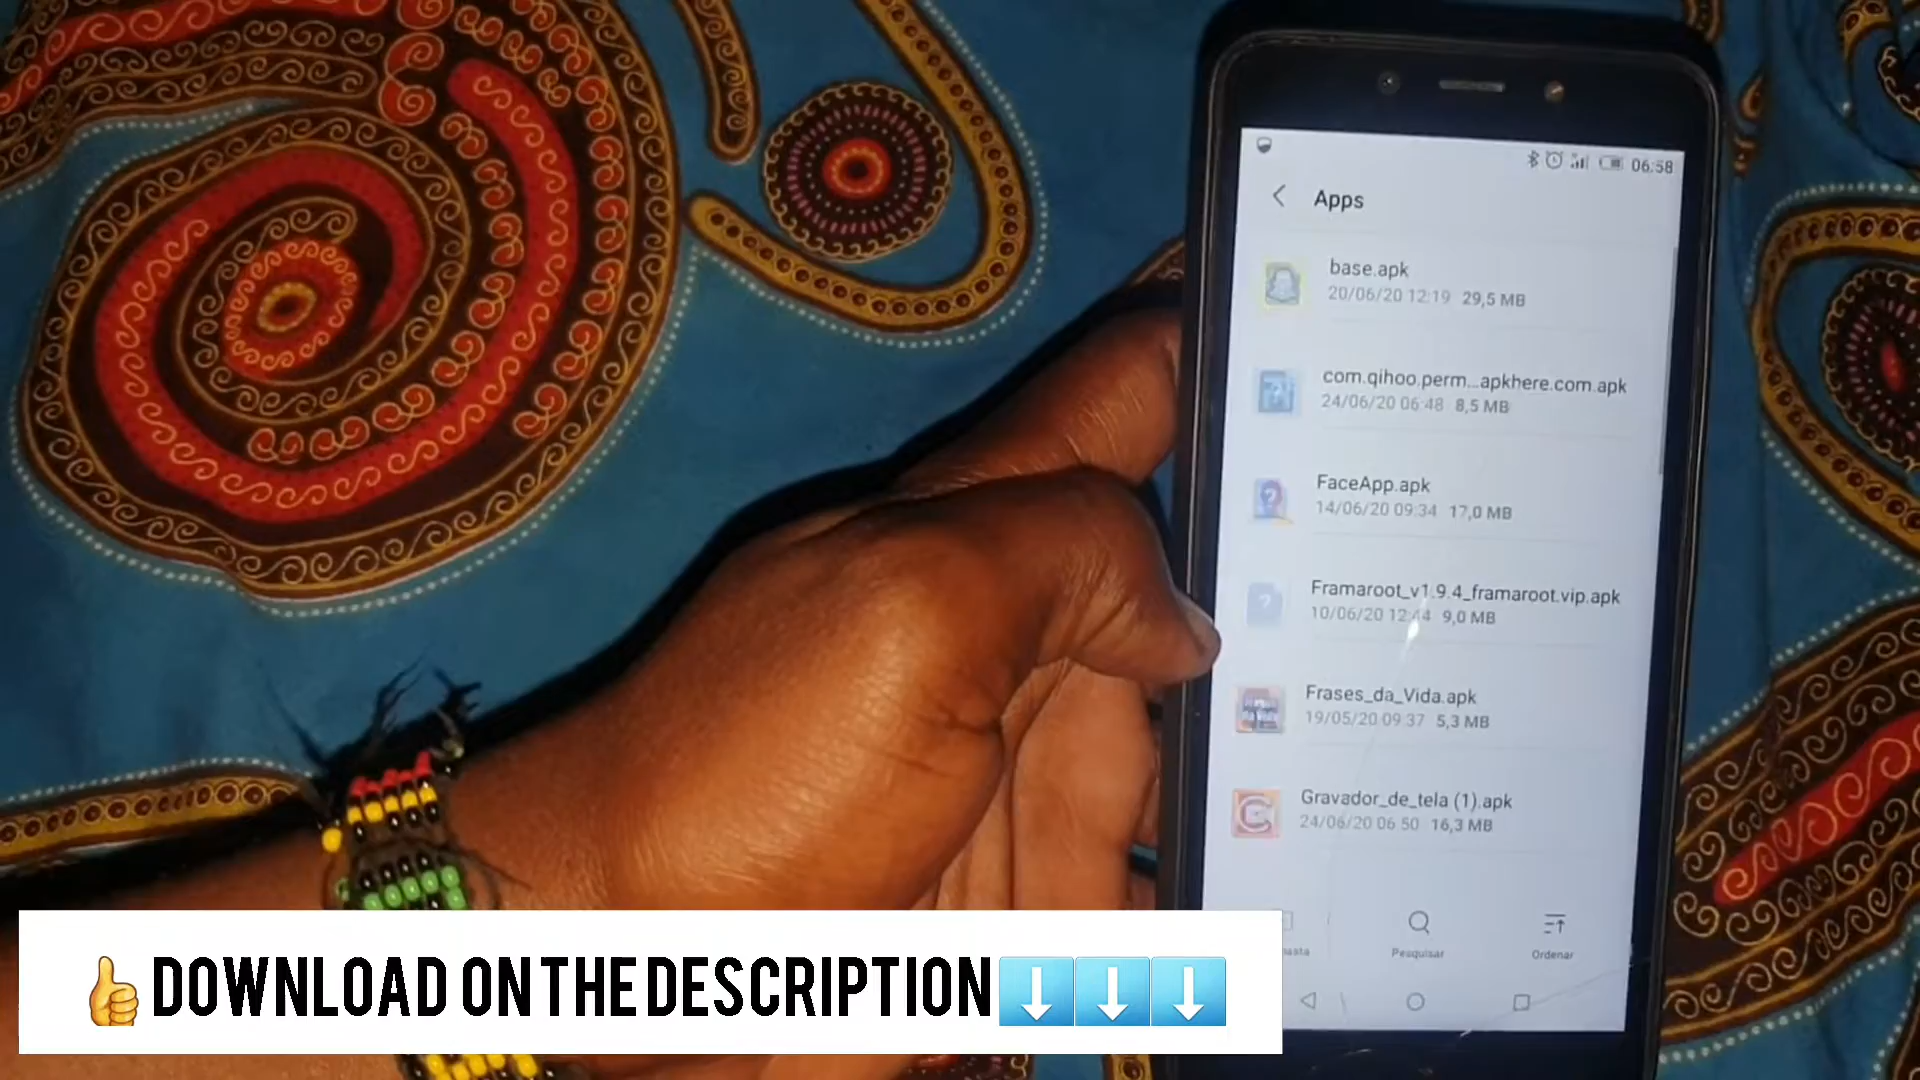 06:58
Apps
base.apk
20/06/20 12:19 29,5 MB
com.qihoo.perm...apkhere.com.apk
24/06/20 06:48 8,5 MB
FaceApp.apk
14/06/20 09:34 17,0 MB
Framaroot_v1.9.4_framaroot.vip.apk
10/06/20 12:44 9,0 MB
Frases_da_Vida.apk
19/05/20 09:37 5,3 MB
Gravador_de_tela (1).apk
24/06/20 06:50 16,3 MB
Pesquisar
Ordenar
👍DOWNLOAD ON THE DESCRIPTION⬇️⬇️⬇️